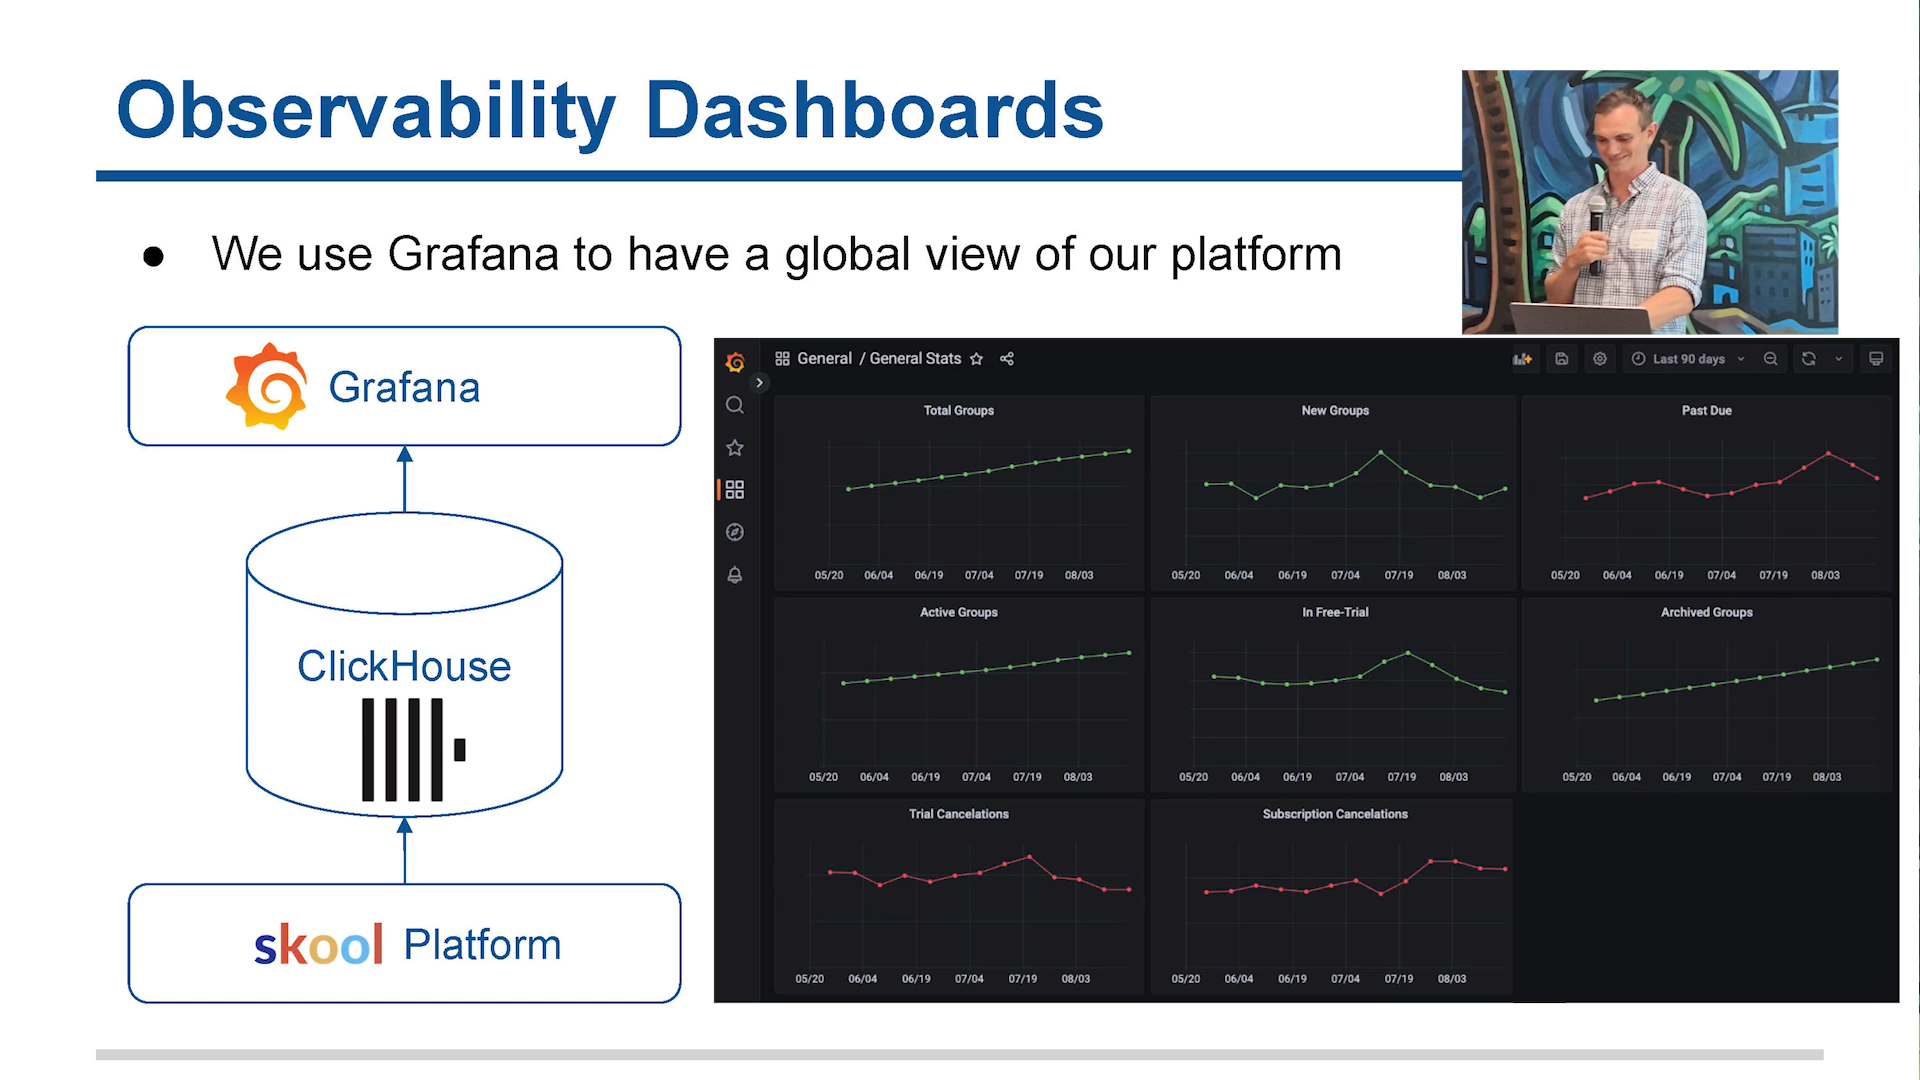 Observability Dashboards
● We use Grafana to have a global view of our platform
Grafana
ClickHouse
skool Platform
General / General Stats
Last 90 days
Total Groups
05/20 06/04 06/19 07/04 07/19 08/03
New Groups
05/20 06/04 06/19 07/04 07/19 08/03
Past Due
05/20 06/04 06/19 07/04 07/19 08/03
Active Groups
05/20 06/04 06/19 07/04 07/19 08/03
In Free-Trial
05/20 06/04 06/19 07/04 07/19 08/03
Archived Groups
05/20 06/04 06/19 07/04 07/19 08/03
Trial Cancelations
05/20 06/04 06/19 07/04 07/19 08/03
Subscription Cancelations
05/20 06/04 06/19 07/04 07/19 08/03